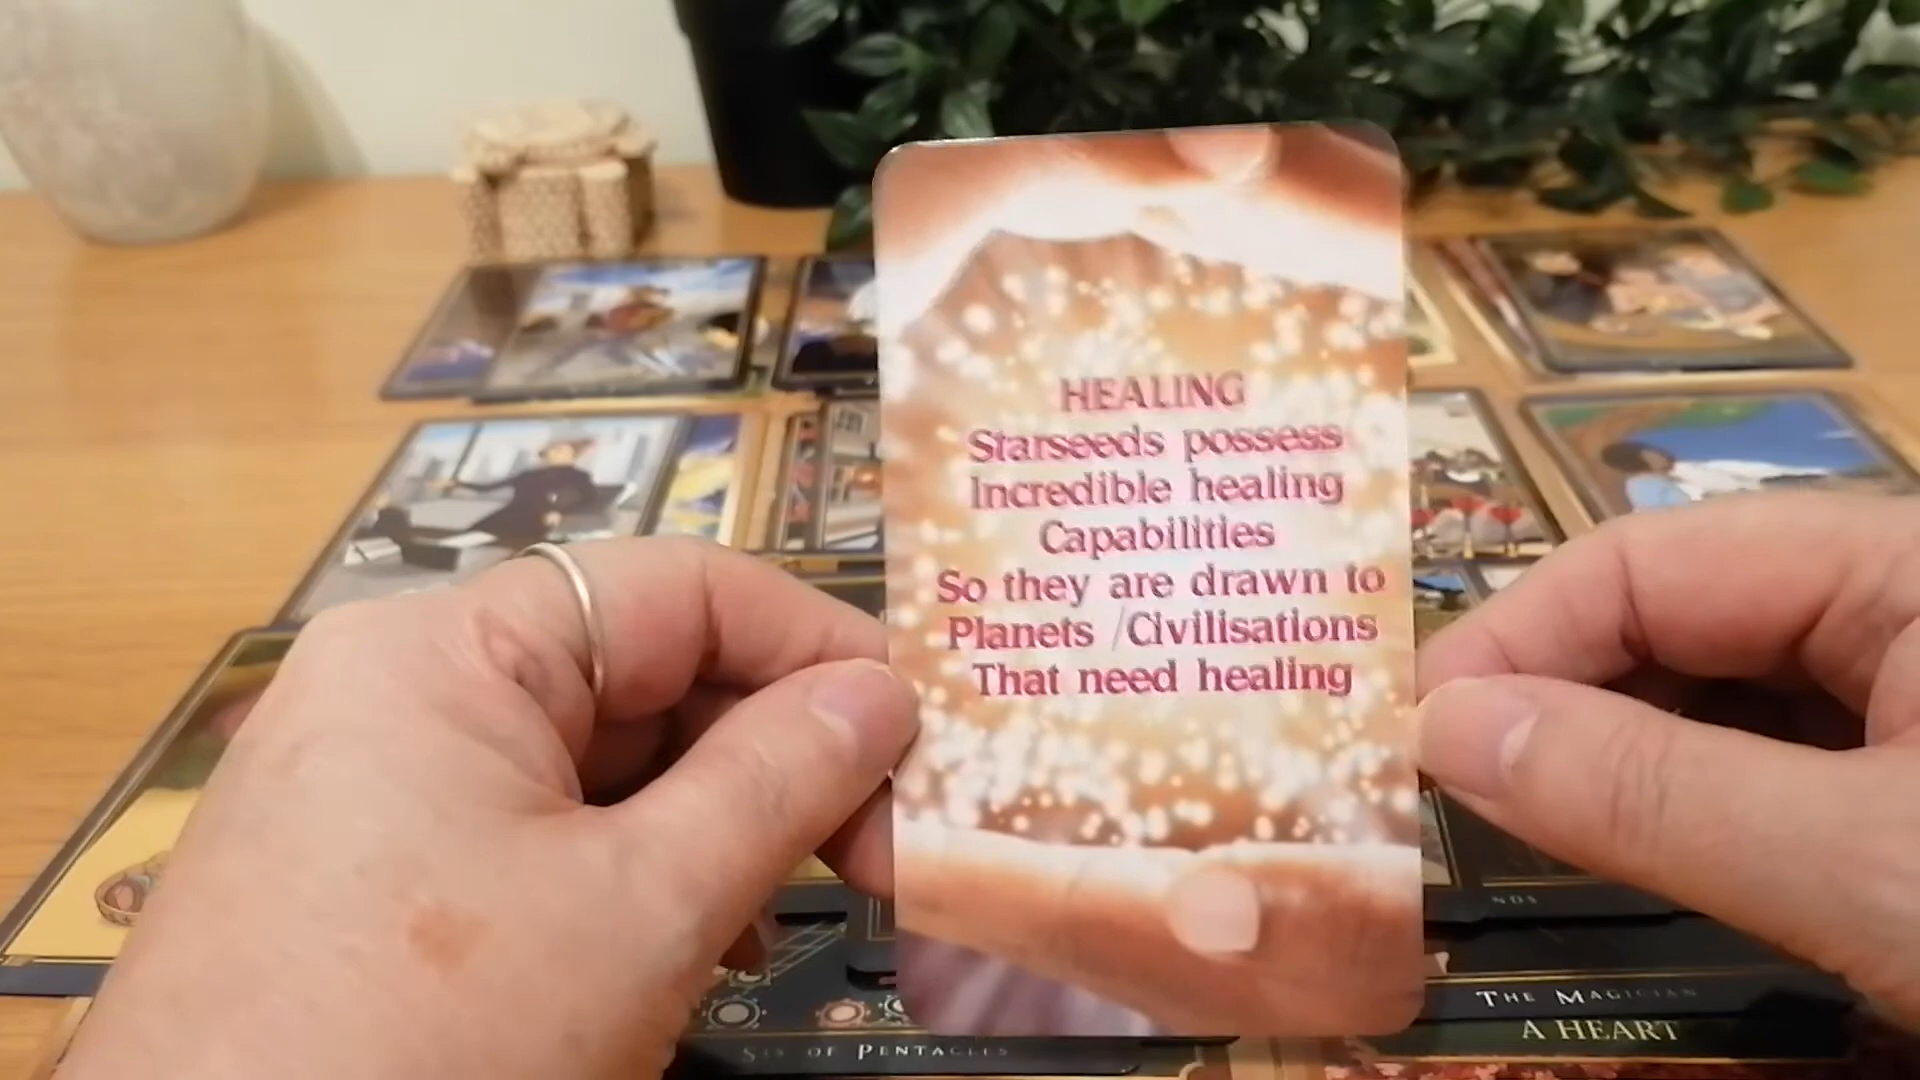 HEALING
Starseeds possess
Incredible healing
Capabilities
So they are drawn to
Planets /Civilisations
That need healing
NDS
THE MAGICIAN
A HEART
SIX OF PENTACLES